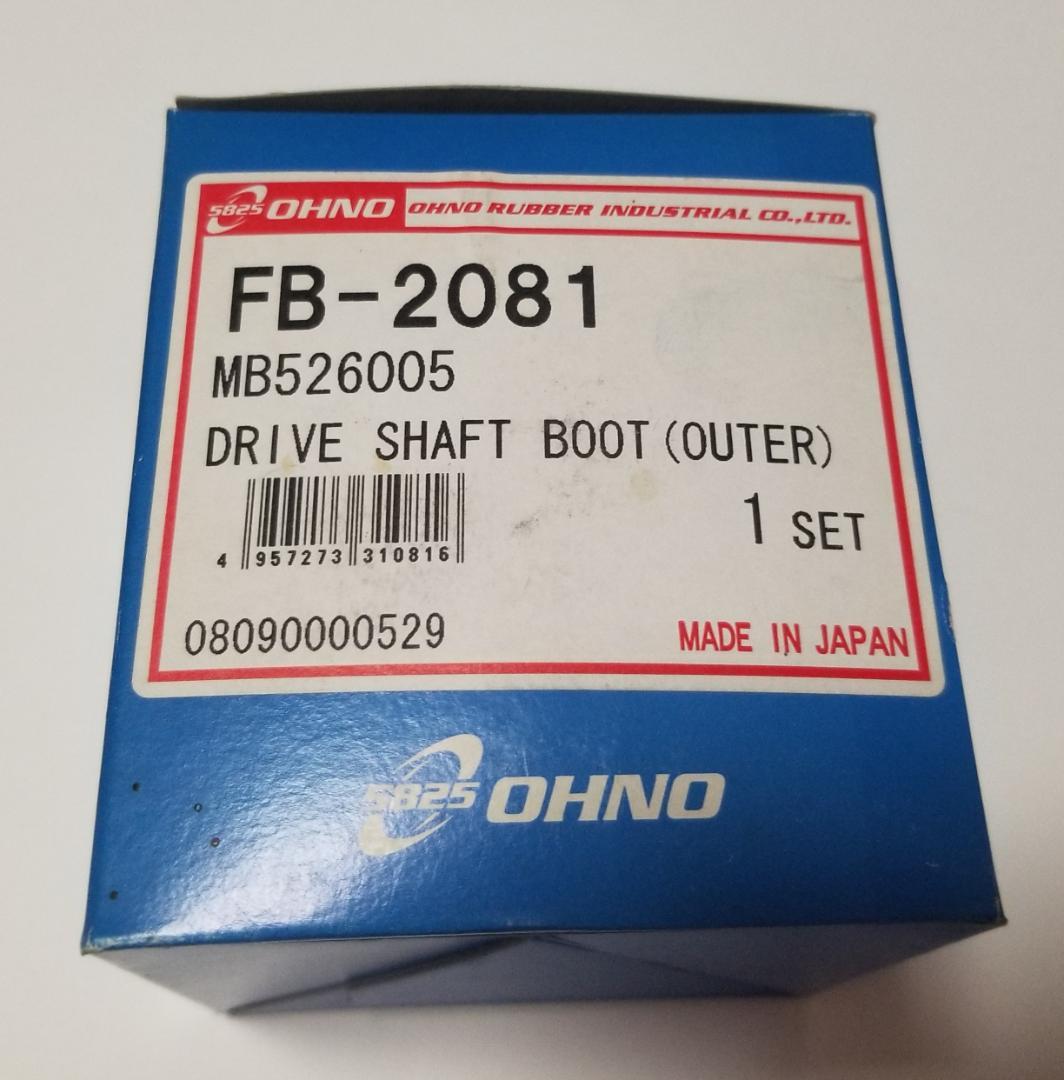 5825 OHNO OHNO RUBBER INDUSTRIAL CO.,LTD.
FB-2081
MB526005
DRIVE SHAFT BOOT(OUTER)
1 SET
4 957273 310816
08090000529
MADE IN JAPAN
5825 OHNO